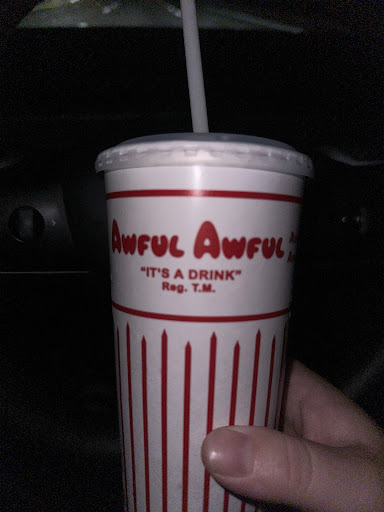 AWFUL AWFUL
"IT'S A DRINK"
Reg. T.M.